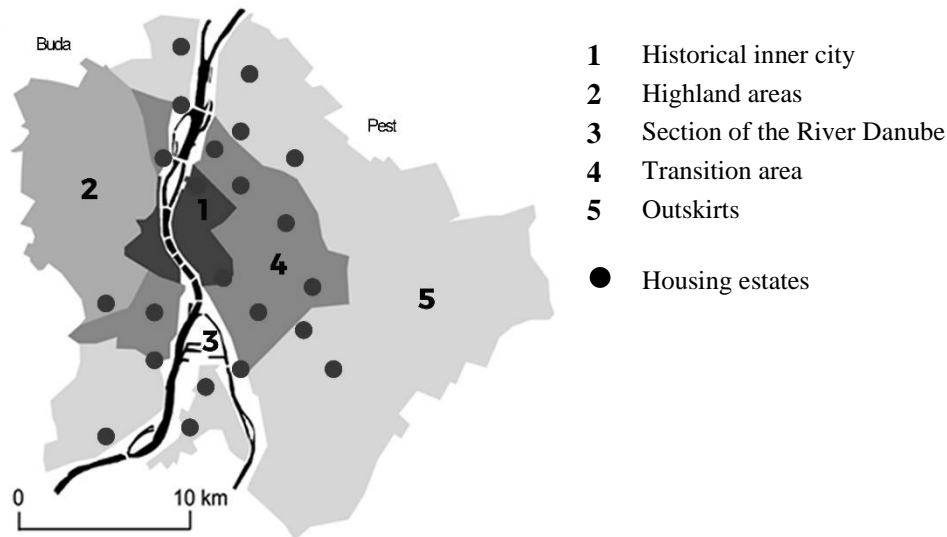 Buda
Pest
1
2
3
4
5
0 10 km
1 Historical inner city
2 Highland areas
3 Section of the River Danube
4 Transition area
5 Outskirts
Housing estates